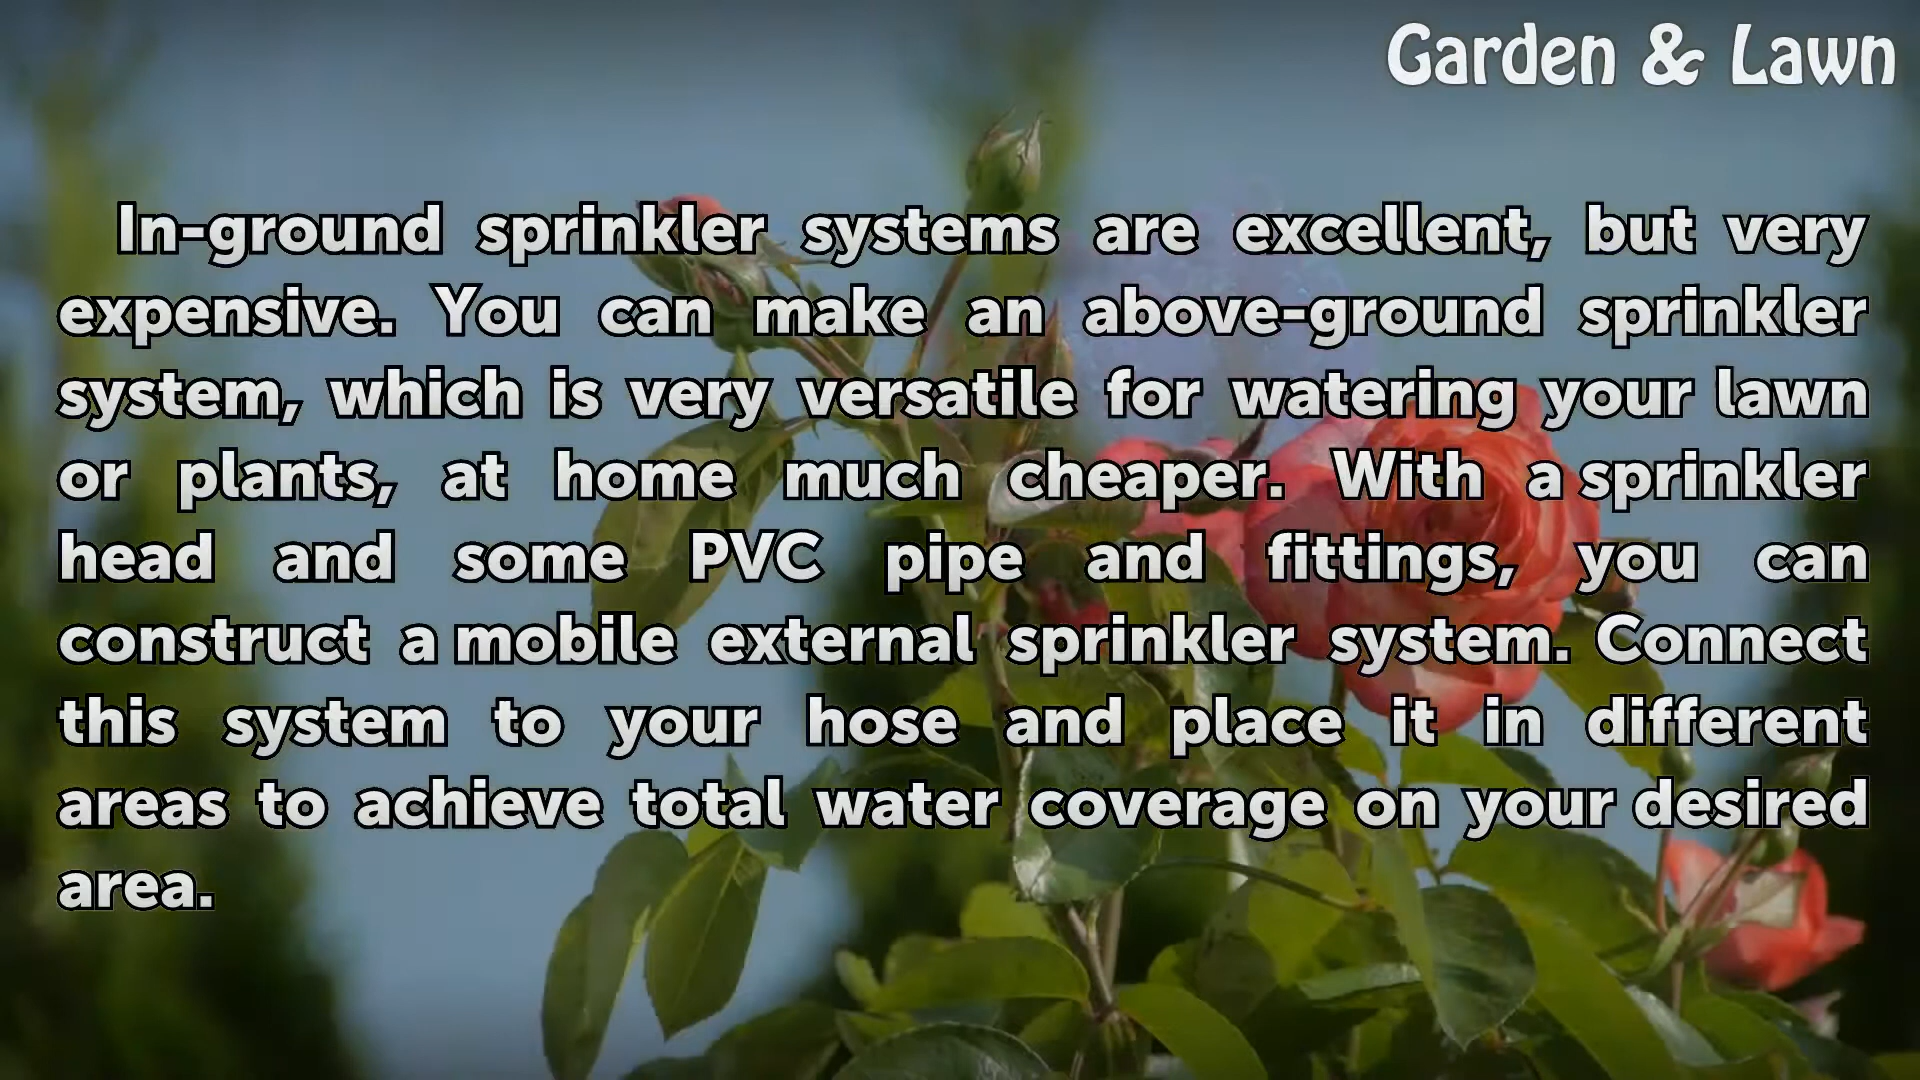 Garden & Lawn
In-ground sprinkler systems are excellent, but very
expensive. You can make an above-ground sprinkler
system, which is very versatile for watering your lawn
or plants, at home much cheaper. With a sprinkler
head and some PVC pipe and fittings, you can
construct a mobile external sprinkler system. Connect
this system to your hose and place it in different
areas to achieve total water coverage on your desired
area.